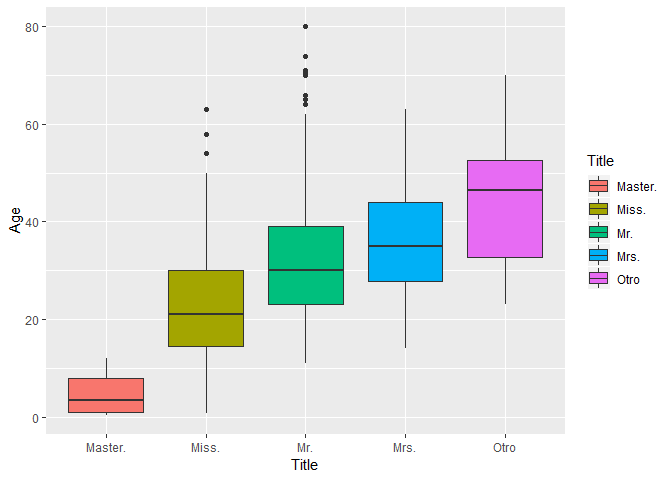 80
60
40
20
0
Age
Master.
Miss.
Mr.
Mrs.
Otro
Title
Title
Master.
Miss.
Mr.
Mrs.
Otro